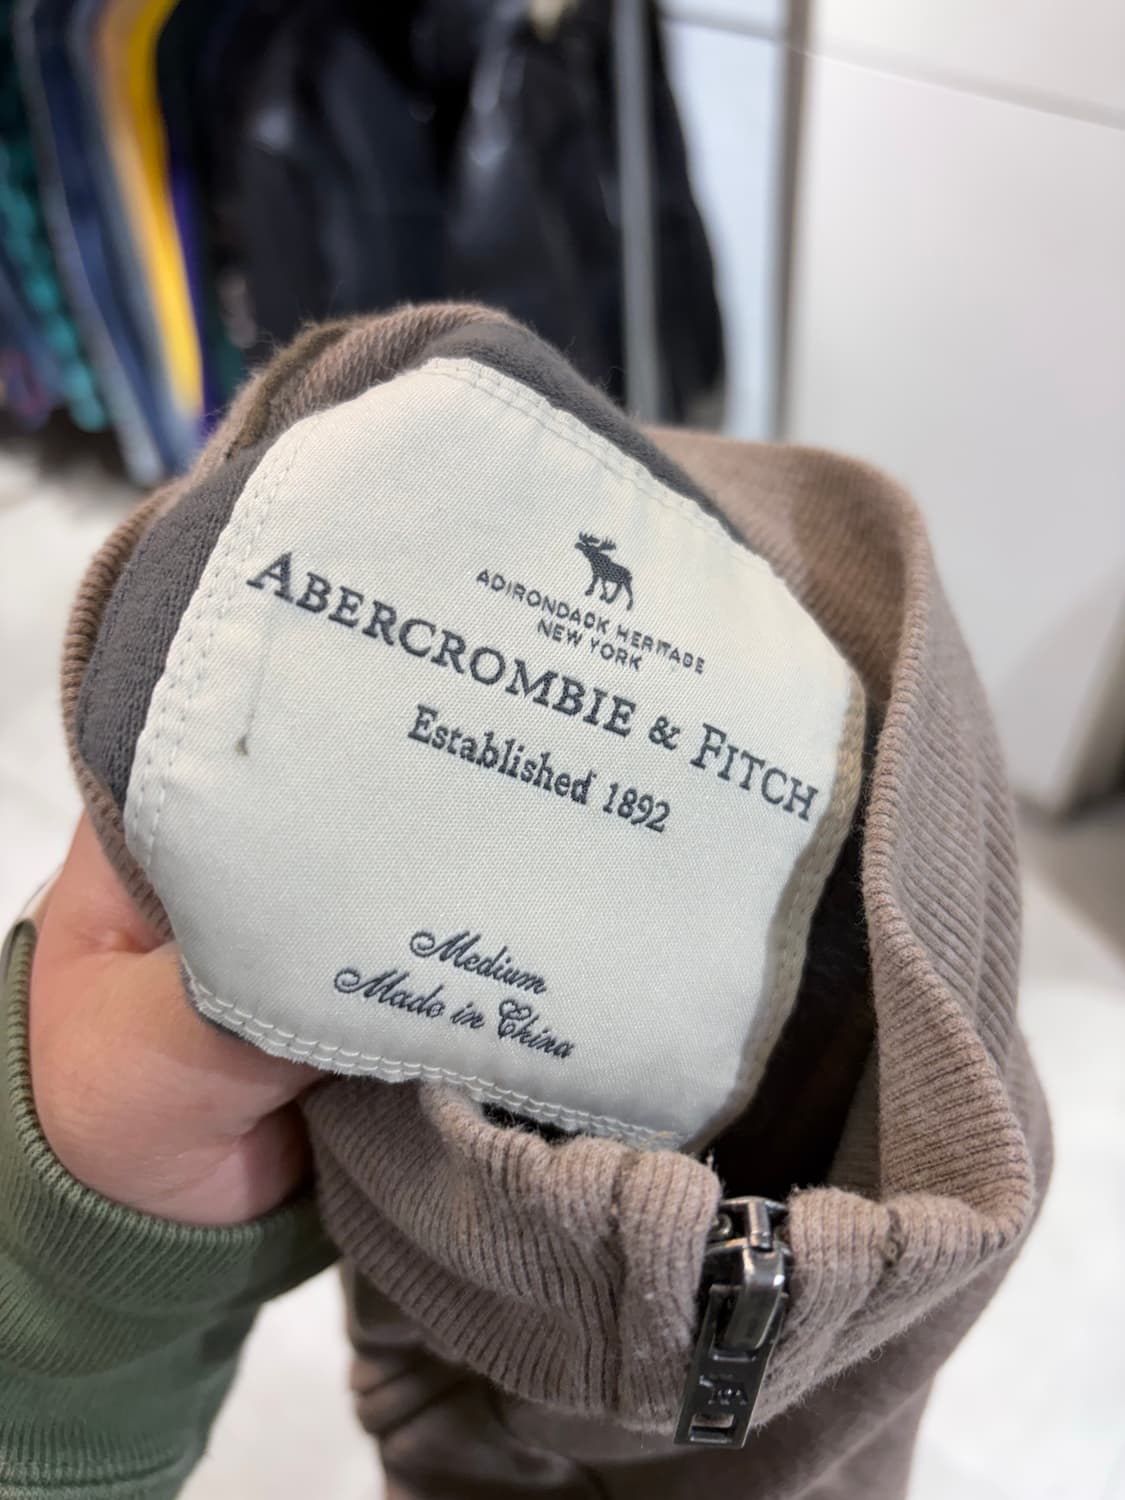 ADIRONDACK HERITAGE
NEW YORK
ABERCROMBIE & FITCH
Established 1892
Medium
Made in China